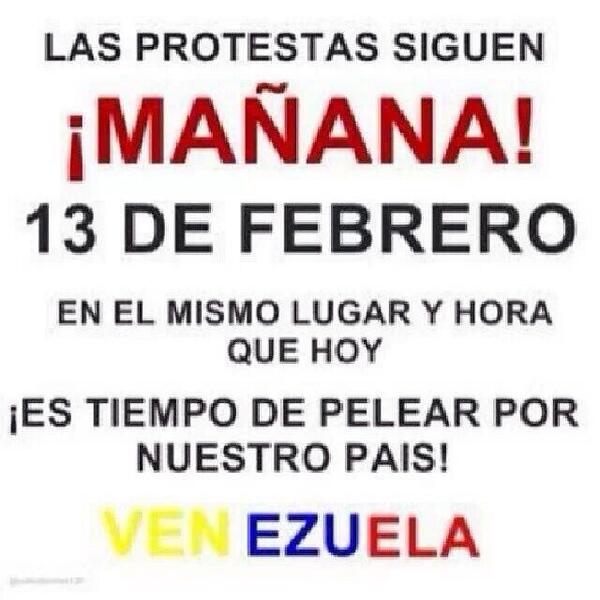 LAS PROTESTAS SIGUEN
¡MAÑANA!
13 DE FEBRERO
EN EL MISMO LUGAR Y HORA
QUE HOY
¡ES TIEMPO DE PELEAR POR
NUESTRO PAIS!
VENEZUELA